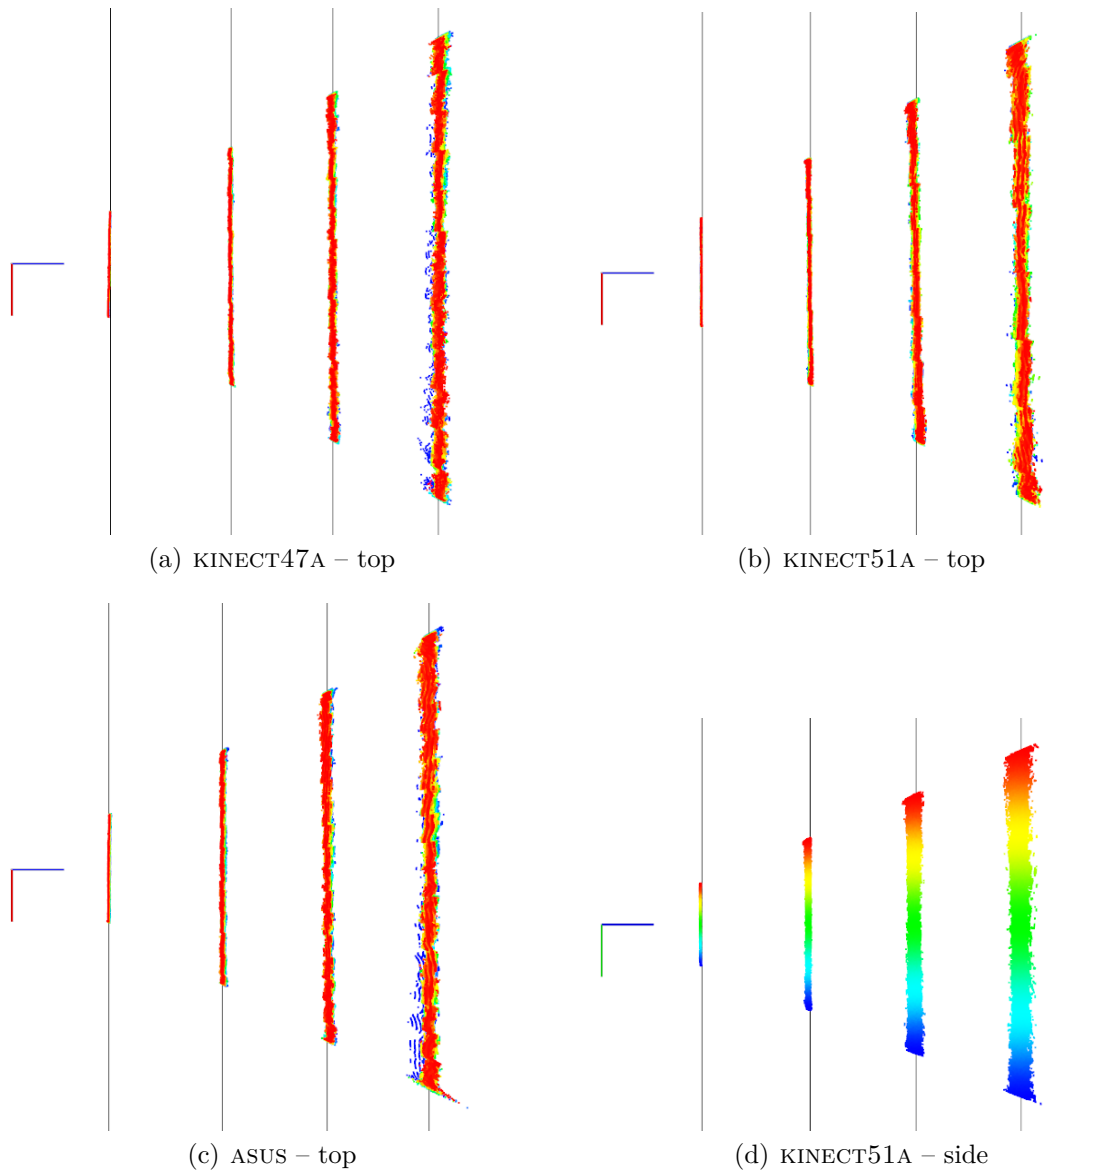 (a) KINECT47A – top
(b) KINECT51A – top
(c) ASUS – top
(d) KINECT51A – side